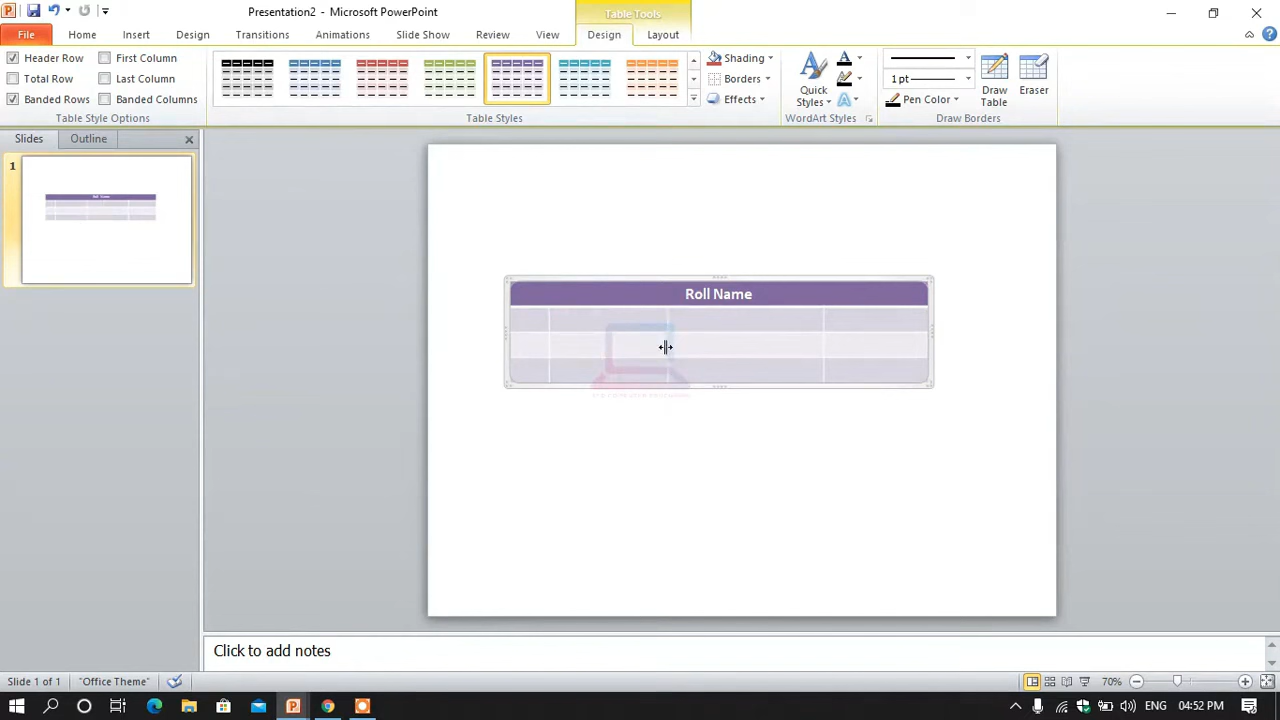 Presentation2 - Microsoft PowerPoint
Table Tools
File Home Insert Design Transitions Animations Slide Show Review View Design Layout
Header Row First Column
Total Row Last Column
Banded Rows Banded Columns
Table Style Options
Table Styles
Shading
Borders
Effects
Quick
Styles
WordArt Styles
1 pt
Pen Color
Draw
Table
Eraser
Draw Borders
Slides Outline
1
Roll Name
Roll Name
Click to add notes
Slide 1 of 1 "Office Theme" 70%
ENG 04:52 PM